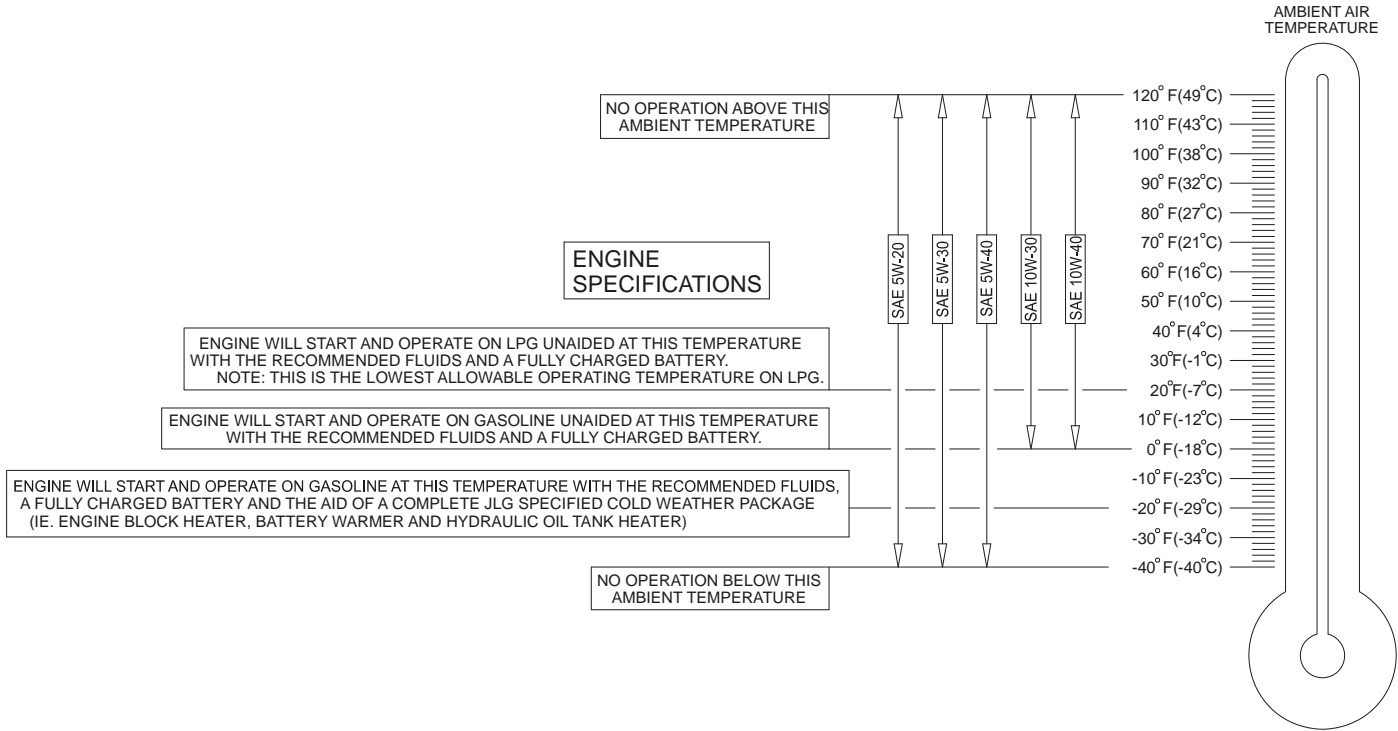 AMBIENT AIR
TEMPERATURE
NO OPERATION ABOVE THIS
AMBIENT TEMPERATURE
120° F(49°C)
110° F(43°C)
100° F(38°C)
90° F(32°C)
80° F(27°C)
70° F(21°C)
60° F(16°C)
50° F(10°C)
40°F(4°C)
30°F(-1°C)
20°F(-7°C)
10°F(-12°C)
0°F(-18°C)
-10°F(-23°C)
-20°F(-29°C)
-30°F(-34°C)
-40°F(-40°C)
SAE 5W-20
SAE 5W-30
SAE 5W-40
SAE 10W-30
SAE 10W-40
ENGINE
SPECIFICATIONS
ENGINE WILL START AND OPERATE ON LPG UNAIDED AT THIS TEMPERATURE
WITH THE RECOMMENDED FLUIDS AND A FULLY CHARGED BATTERY.
NOTE: THIS IS THE LOWEST ALLOWABLE OPERATING TEMPERATURE ON LPG.
ENGINE WILL START AND OPERATE ON GASOLINE UNAIDED AT THIS TEMPERATURE
WITH THE RECOMMENDED FLUIDS AND A FULLY CHARGED BATTERY.
ENGINE WILL START AND OPERATE ON GASOLINE AT THIS TEMPERATURE WITH THE RECOMMENDED FLUIDS,
A FULLY CHARGED BATTERY AND THE AID OF A COMPLETE JLG SPECIFIED COLD WEATHER PACKAGE
(IE. ENGINE BLOCK HEATER, BATTERY WARMER AND HYDRAULIC OIL TANK HEATER)
NO OPERATION BELOW THIS
AMBIENT TEMPERATURE